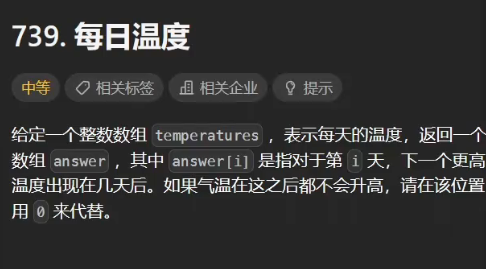 739. 每日温度
中等 相关标签 相关企业 提示
给定一个整数数组 temperatures ，表示每天的温度，返回一个
数组 answer ，其中 answer[i] 是指对于第 i 天，下一个更高
温度出现在几天后。如果气温在这之后都不会升高，请在该位置
用 0 来代替。